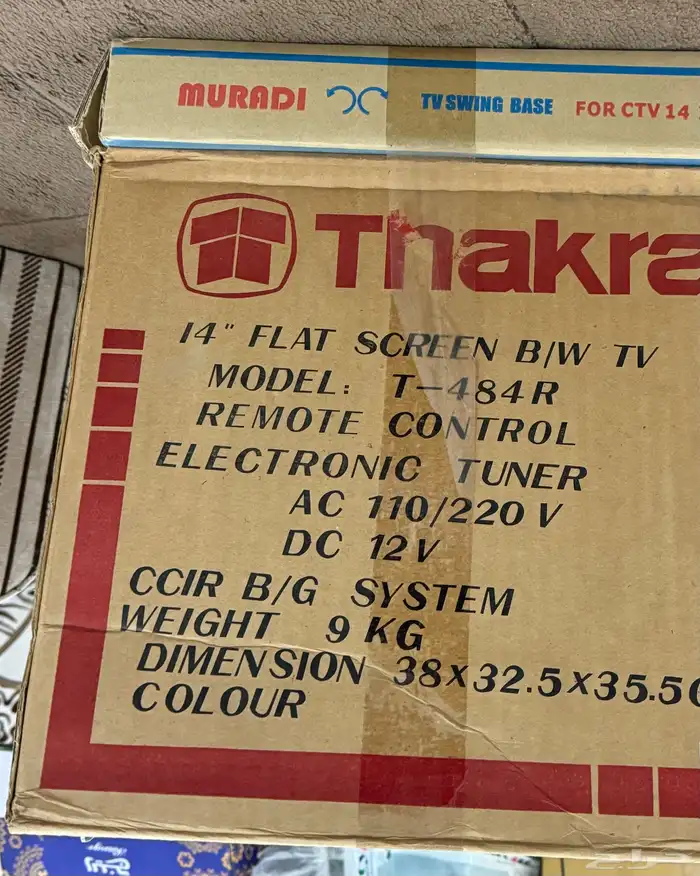 MURADI TV SWING BASE FOR CTV 14
Thakra
14" FLAT SCREEN B/W TV
MODEL: T-484R
REMOTE CONTROL
ELECTRONIC TUNER
AC 110/220 V
DC 12V
CCIR B/G SYSTEM
WEIGHT 9 KG
DIMENSION 38x32.5x35.5C
COLOUR